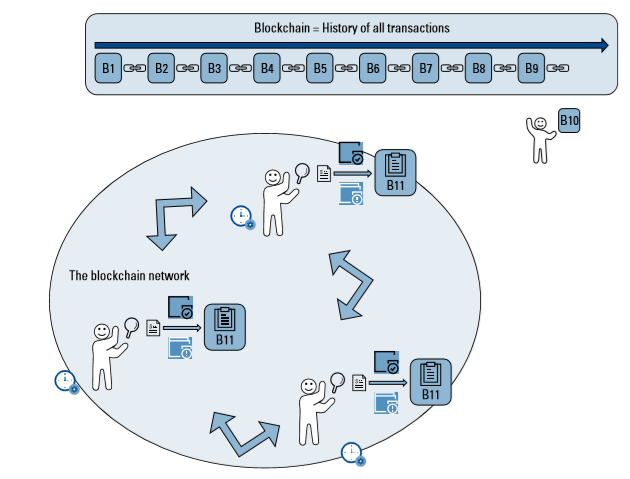 Blockchain = History of all transactions
B1 B2 B3 B4 B5 B6 B7 B8 B9
B10
B11
The blockchain network
B11
B11